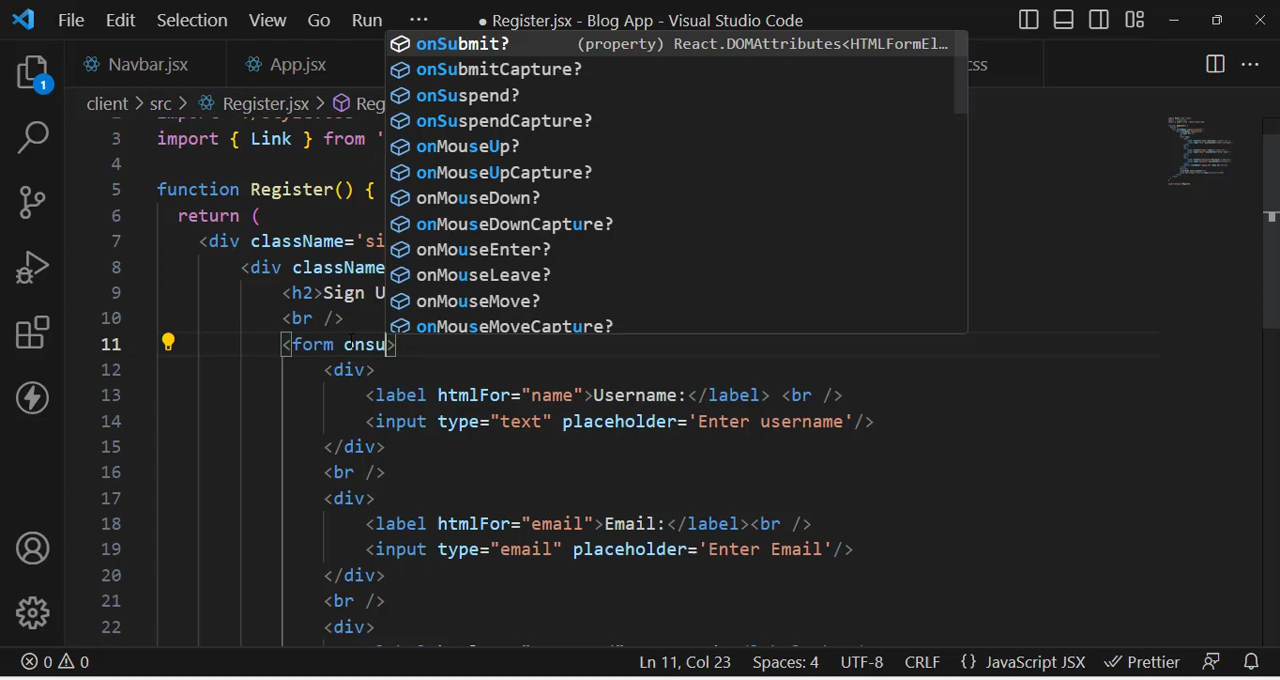 File Edit Selection View Go Run ··· ● Register.jsx - Blog App - Visual Studio Code
Navbar.jsx App.jsx css
client > src > Register.jsx > Reg
onSubmit? (property) React.DOMAttributes<HTMLFormEl…
onSubmitCapture?
onSuspend?
onSuspendCapture?
onMouseUp?
onMouseUpCapture?
onMouseDown?
onMouseDownCapture?
onMouseEnter?
onMouseLeave?
onMouseMove?
onMouseMoveCapture?
1
3 import { Link } from '
4
5 function Register() {
6 return (
7 <div className='si
8 <div className
9 <h2>Sign U
10 <br />
11 <form onsu>
12 <div>
13 <label htmlFor="name">Username:</label> <br />
14 <input type="text" placeholder='Enter username'/>
15 </div>
16 <br />
17 <div>
18 <label htmlFor="email">Email:</label><br />
19 <input type="email" placeholder='Enter Email'/>
20 </div>
21 <br />
22 <div>
0 0 Ln 11, Col 23 Spaces: 4 UTF-8 CRLF {} JavaScript JSX Prettier